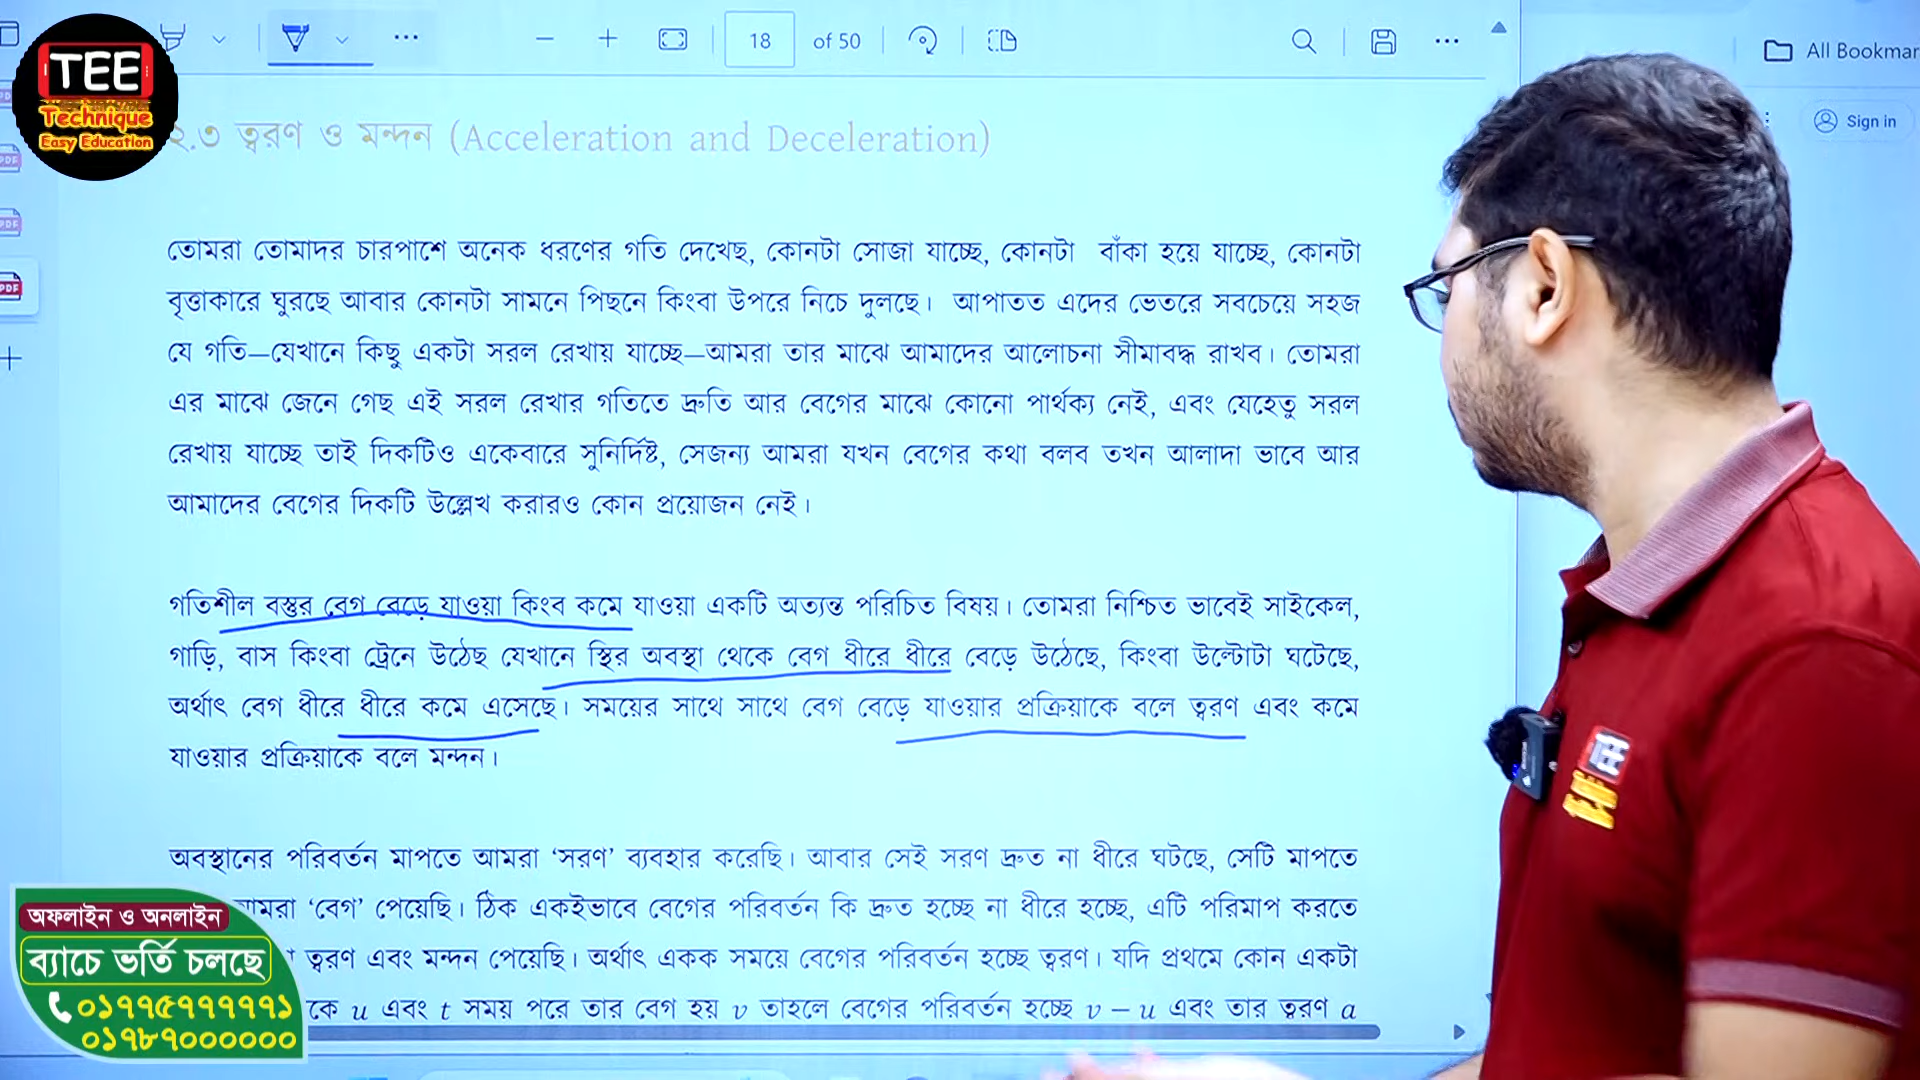 TEE
Technique
Easy Education
18 of 50
All Bookmar
Sign in
২.৩ ত্বরণ ও মন্দন (Acceleration and Deceleration)
তোমরা তোমাদর চারপাশে অনেক ধরণের গতি দেখেছ, কোনটা সোজা যাচ্ছে, কোনটা বাঁকা হয়ে যাচ্ছে, কোনটা
বৃত্তাকারে ঘুরছে আবার কোনটা সামনে পিছনে কিংবা উপরে নিচে দুলছে। আপাতত এদের ভেতরে সবচেয়ে সহজ
যে গতি—যেখানে কিছু একটা সরল রেখায় যাচ্ছে—আমরা তার মাঝে আমাদের আলোচনা সীমাবদ্ধ রাখব। তোমরা
এর মাঝে জেনে গেছ এই সরল রেখার গতিতে দ্রুতি আর বেগের মাঝে কোনো পার্থক্য নেই, এবং যেহেতু সরল
রেখায় যাচ্ছে তাই দিকটিও একেবারে সুনির্দিষ্ট, সেজন্য আমরা যখন বেগের কথা বলব তখন আলাদা ভাবে আর
আমাদের বেগের দিকটি উল্লেখ করারও কোন প্রয়োজন নেই।
গতিশীল বস্তুর বেগ বেড়ে যাওয়া কিংব কমে যাওয়া একটি অত্যন্ত পরিচিত বিষয়। তোমরা নিশ্চিত ভাবেই সাইকেল,
গাড়ি, বাস কিংবা ট্রেনে উঠেছ যেখানে স্থির অবস্থা থেকে বেগ ধীরে ধীরে বেড়ে উঠেছে, কিংবা উল্টোটা ঘটেছে,
অর্থাৎ বেগ ধীরে ধীরে কমে এসেছে। সময়ের সাথে সাথে বেগ বেড়ে যাওয়ার প্রক্রিয়াকে বলে ত্বরণ এবং কমে
যাওয়ার প্রক্রিয়াকে বলে মন্দন।
অবস্থানের পরিবর্তন মাপতে আমরা ‘সরণ’ ব্যবহার করেছি। আবার সেই সরণ দ্রুত না ধীরে ঘটছে, সেটি মাপতে
আমরা ‘বেগ’ পেয়েছি। ঠিক একইভাবে বেগের পরিবর্তন কি দ্রুত হচ্ছে না ধীরে হচ্ছে, এটি পরিমাপ করতে
ত্বরণ এবং মন্দন পেয়েছি। অর্থাৎ একক সময়ে বেগের পরিবর্তন হচ্ছে ত্বরণ। যদি প্রথমে কোন একটা
কে u এবং t সময় পরে তার বেগ হয় v তাহলে বেগের পরিবর্তন হচ্ছে v – u এবং তার ত্বরণ a
অফলাইন ও অনলাইন
ব্যাচে ভর্তি চলছে
০১৭৭৫৭৭৭৭৭১
০১৭৮৭০০০০০০
TEE